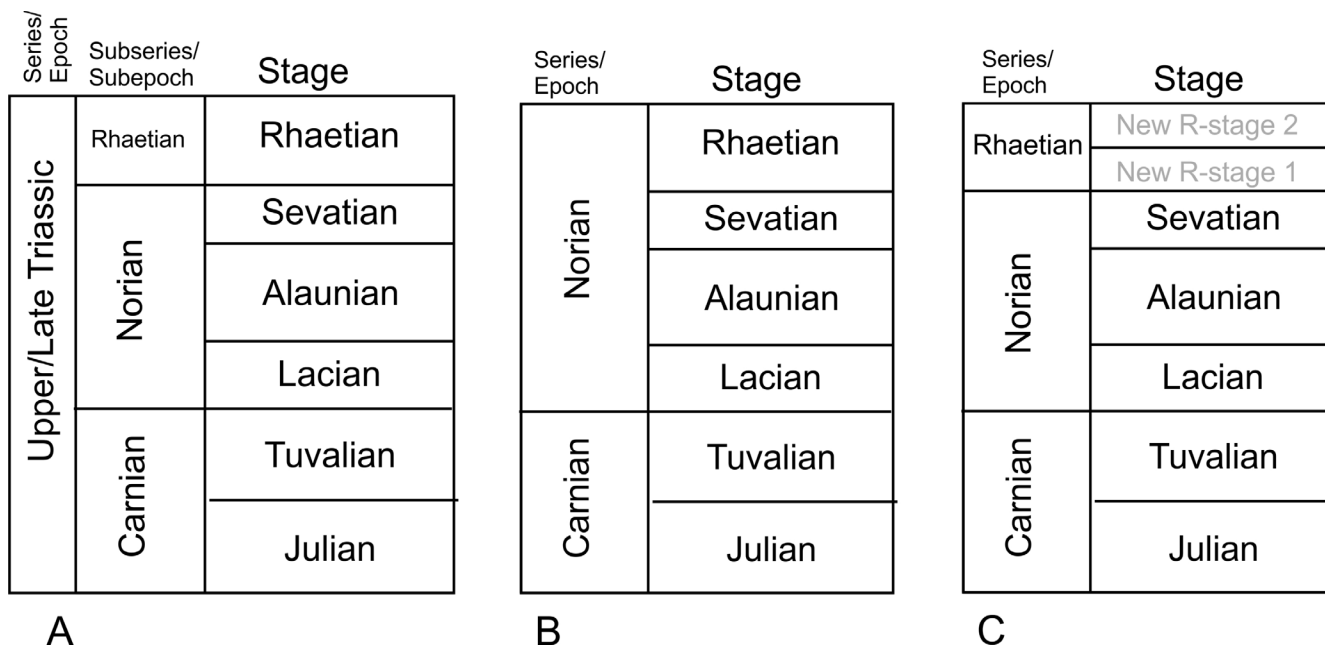 Series/
Epoch
Subseries/
Subepoch
Stage
Upper/Late Triassic
Rhaetian
Rhaetian
Norian
Sevatian
Alaunian
Lacian
Carnian
Tuvalian
Julian
A
Series/
Epoch
Stage
Norian
Rhaetian
Sevatian
Alaunian
Lacian
Carnian
Tuvalian
Julian
B
Series/
Epoch
Stage
Rhaetian
New R-stage 2
New R-stage 1
Norian
Sevatian
Alaunian
Lacian
Carnian
Tuvalian
Julian
C